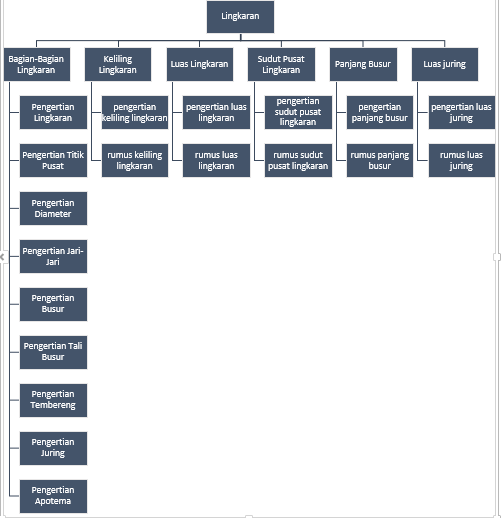 Lingkaran
Bagian-Bagian
Lingkaran
Keliling
Lingkaran
Luas Lingkaran
Sudut Pusat
Lingkaran
Panjang Busur
Luas juring
Pengertian
Lingkaran
pengertian
keliling lingkaran
pengertian luas
lingkaran
pengertian
sudut pusat
lingkaran
pengertian
panjang busur
pengertian luas
juring
Pengertian Titik
Pusat
rumus keliling
lingkaran
rumus luas
lingkaran
rumus sudut
pusat lingkaran
rumus panjang
busur
rumus luas
juring
Pengertian
Diameter
Pengertian Jari-
Jari
Pengertian
Busur
Pengertian Tali
Busur
Pengertian
Tembereng
Pengertian
Juring
Pengertian
Apotema